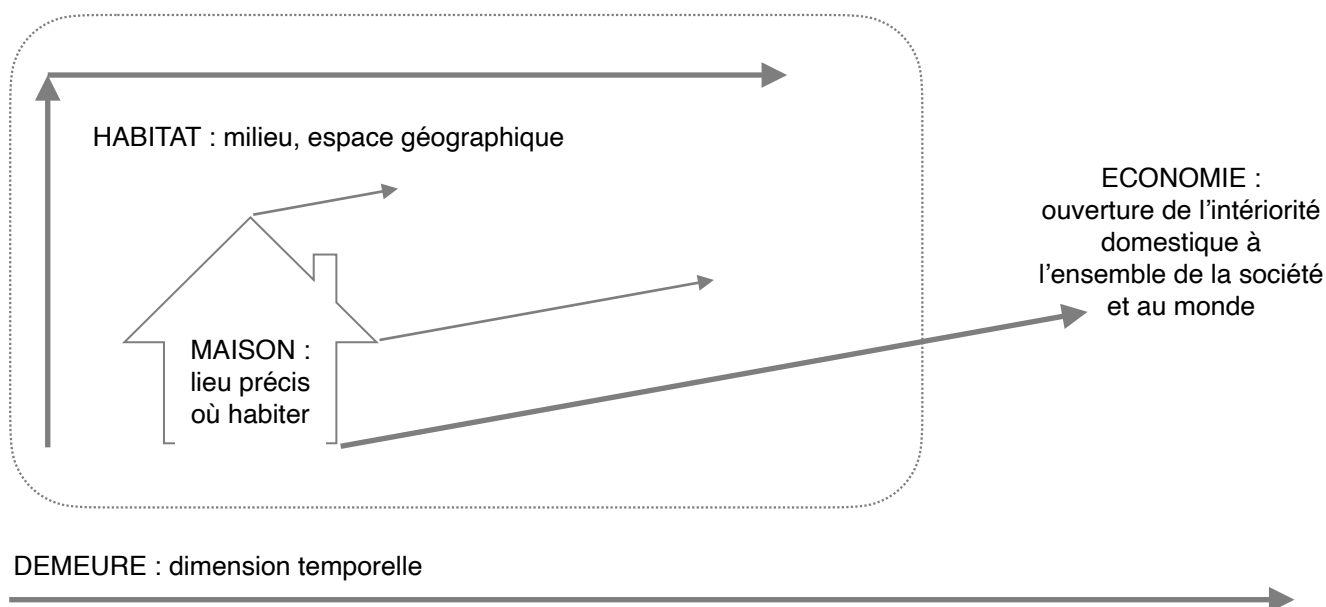 HABITAT : milieu, espace géographique
ECONOMIE :
ouverture de l’intériorité
domestique à
l’ensemble de la société
et au monde
MAISON :
lieu précis
où habiter
DEMEURE : dimension temporelle